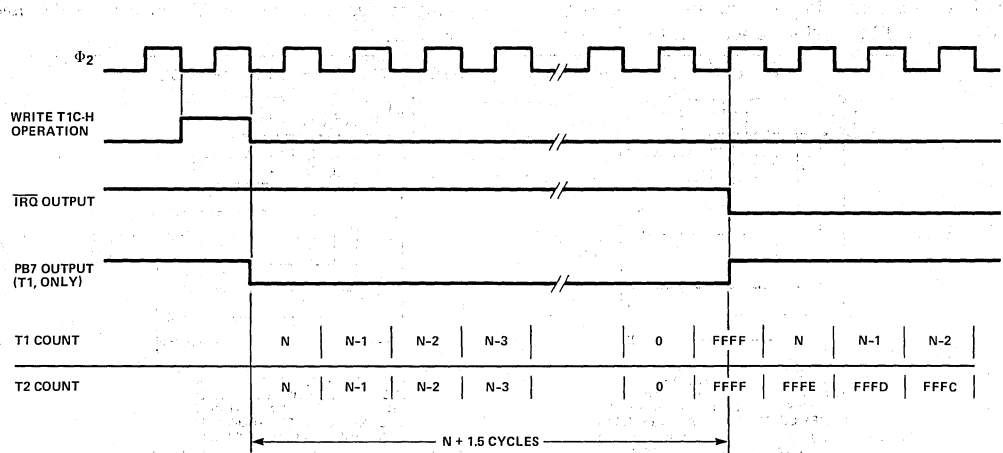 Φ2
WRITE T1C-H
OPERATION
IRQ OUTPUT
PB7 OUTPUT
(T1, ONLY)
T1 COUNT N N-1 N-2 N-3 0 FFFF N N-1 N-2
T2 COUNT N N-1 N-2 N-3 0 FFFF FFFE FFFD FFFC
N + 1.5 CYCLES